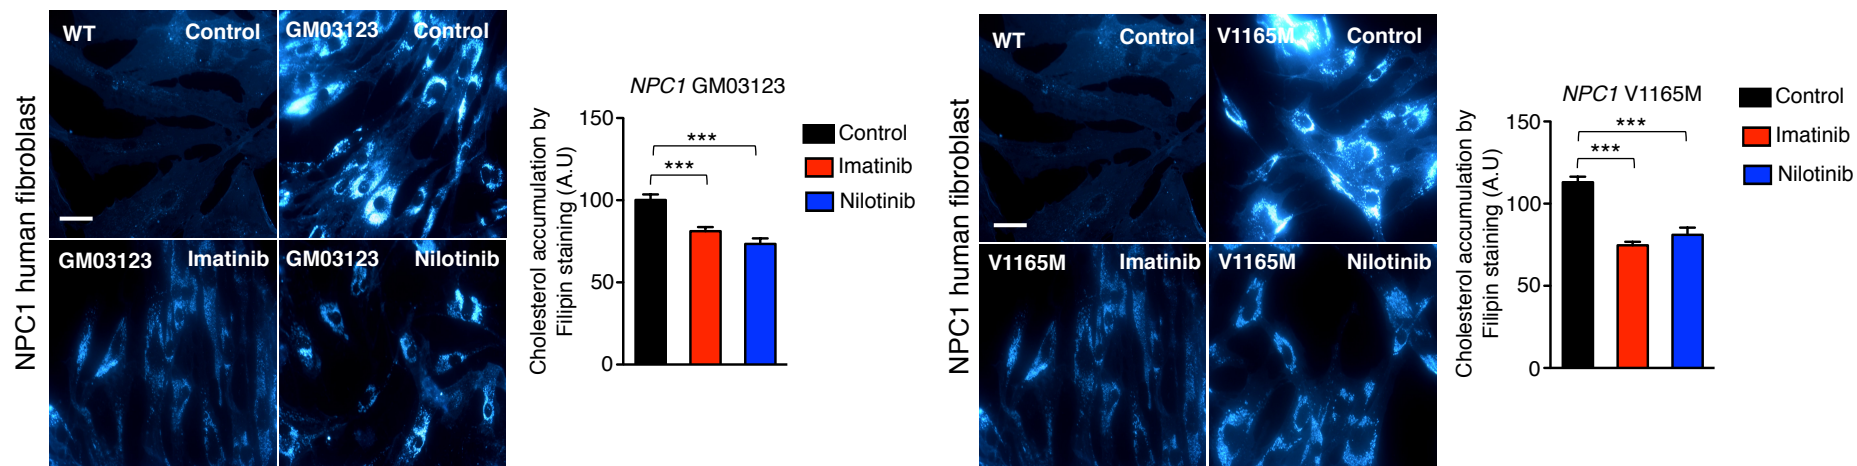 NPC1 human fibroblast
WT Control
GM03123 Control
GM03123 Imatinib
GM03123 Nilotinib
NPC1 GM03123
Cholesterol accumulation by
Filipin staining (A.U)
150
100
50
0
***
***
Control
Imatinib
Nilotinib
NPC1 human fibroblast
WT Control
V1165M Control
V1165M Imatinib
V1165M Nilotinib
NPC1 V1165M
Cholesterol accumulation by
Filipin staining (A.U)
150
100
50
0
***
***
Control
Imatinib
Nilotinib